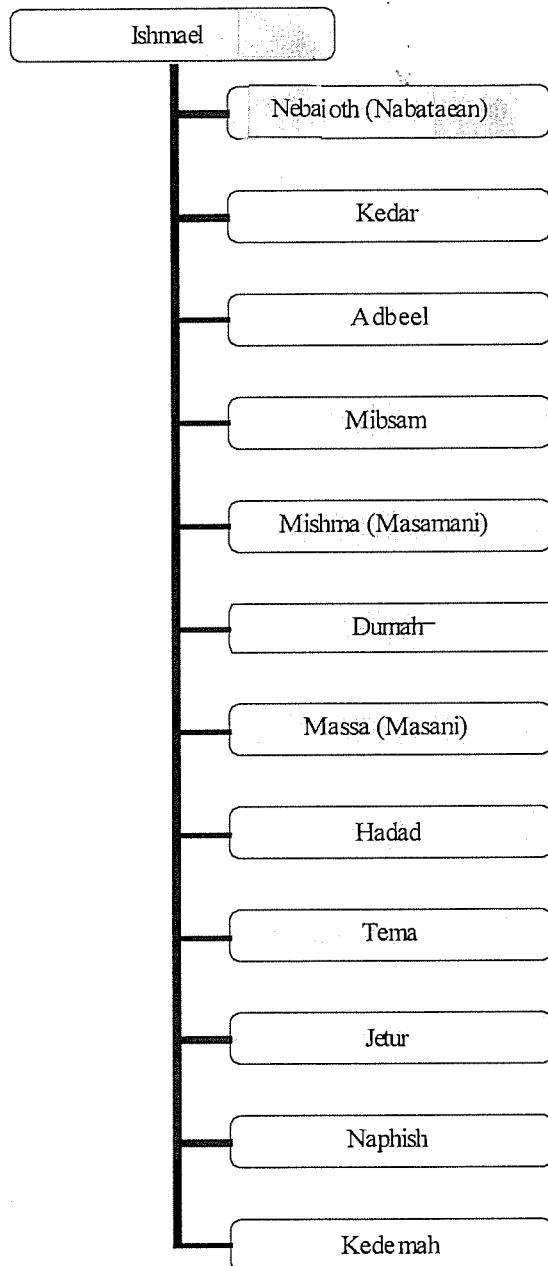 Ishmael
Nebaioth (Nabataean)
Kedar
Adbeel
Mibsam
Mishma (Masamani)
Dumah
Massa (Masani)
Hadad
Tema
Jetur
Naphish
Kedemah